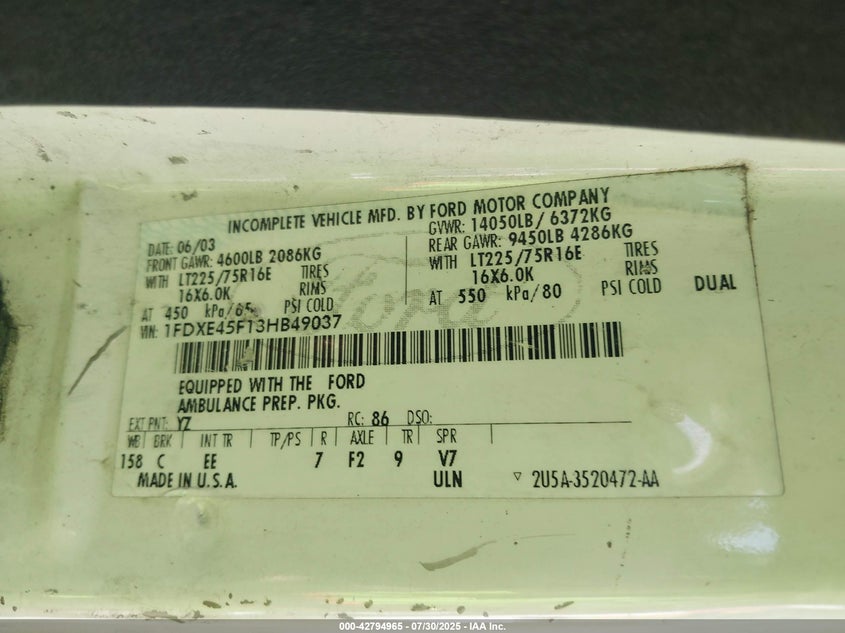 INCOMPLETE VEHICLE MFD. BY FORD MOTOR COMPANY
DATE: 06/03
GVWR: 14050LB/ 6372KG
FRONT GAWR: 4600LB 2086KG
REAR GAWR: 9450LB 4286KG
WITH LT225/75R16E TIRES
WITH LT225/75R16E TIRES
16X6.0K RIMS
16X6.0K RIMS
AT 450 kPa/65 PSI COLD
AT 550 kPa/80 PSI COLD DUAL
VIN: 1FDXE45F13HB49037
Ford
EQUIPPED WITH THE FORD
AMBULANCE PREP. PKG.
EXT PNT: YZ RC: 86 DSO:
WB BRK INT TR TP/PS R AXLE TR SPR
158 C EE 7 F2 9 V7
MADE IN U.S.A. ULN ▽ 2U5A-3520472-AA
000-42794965 - 07/30/2025 - IAA Inc.